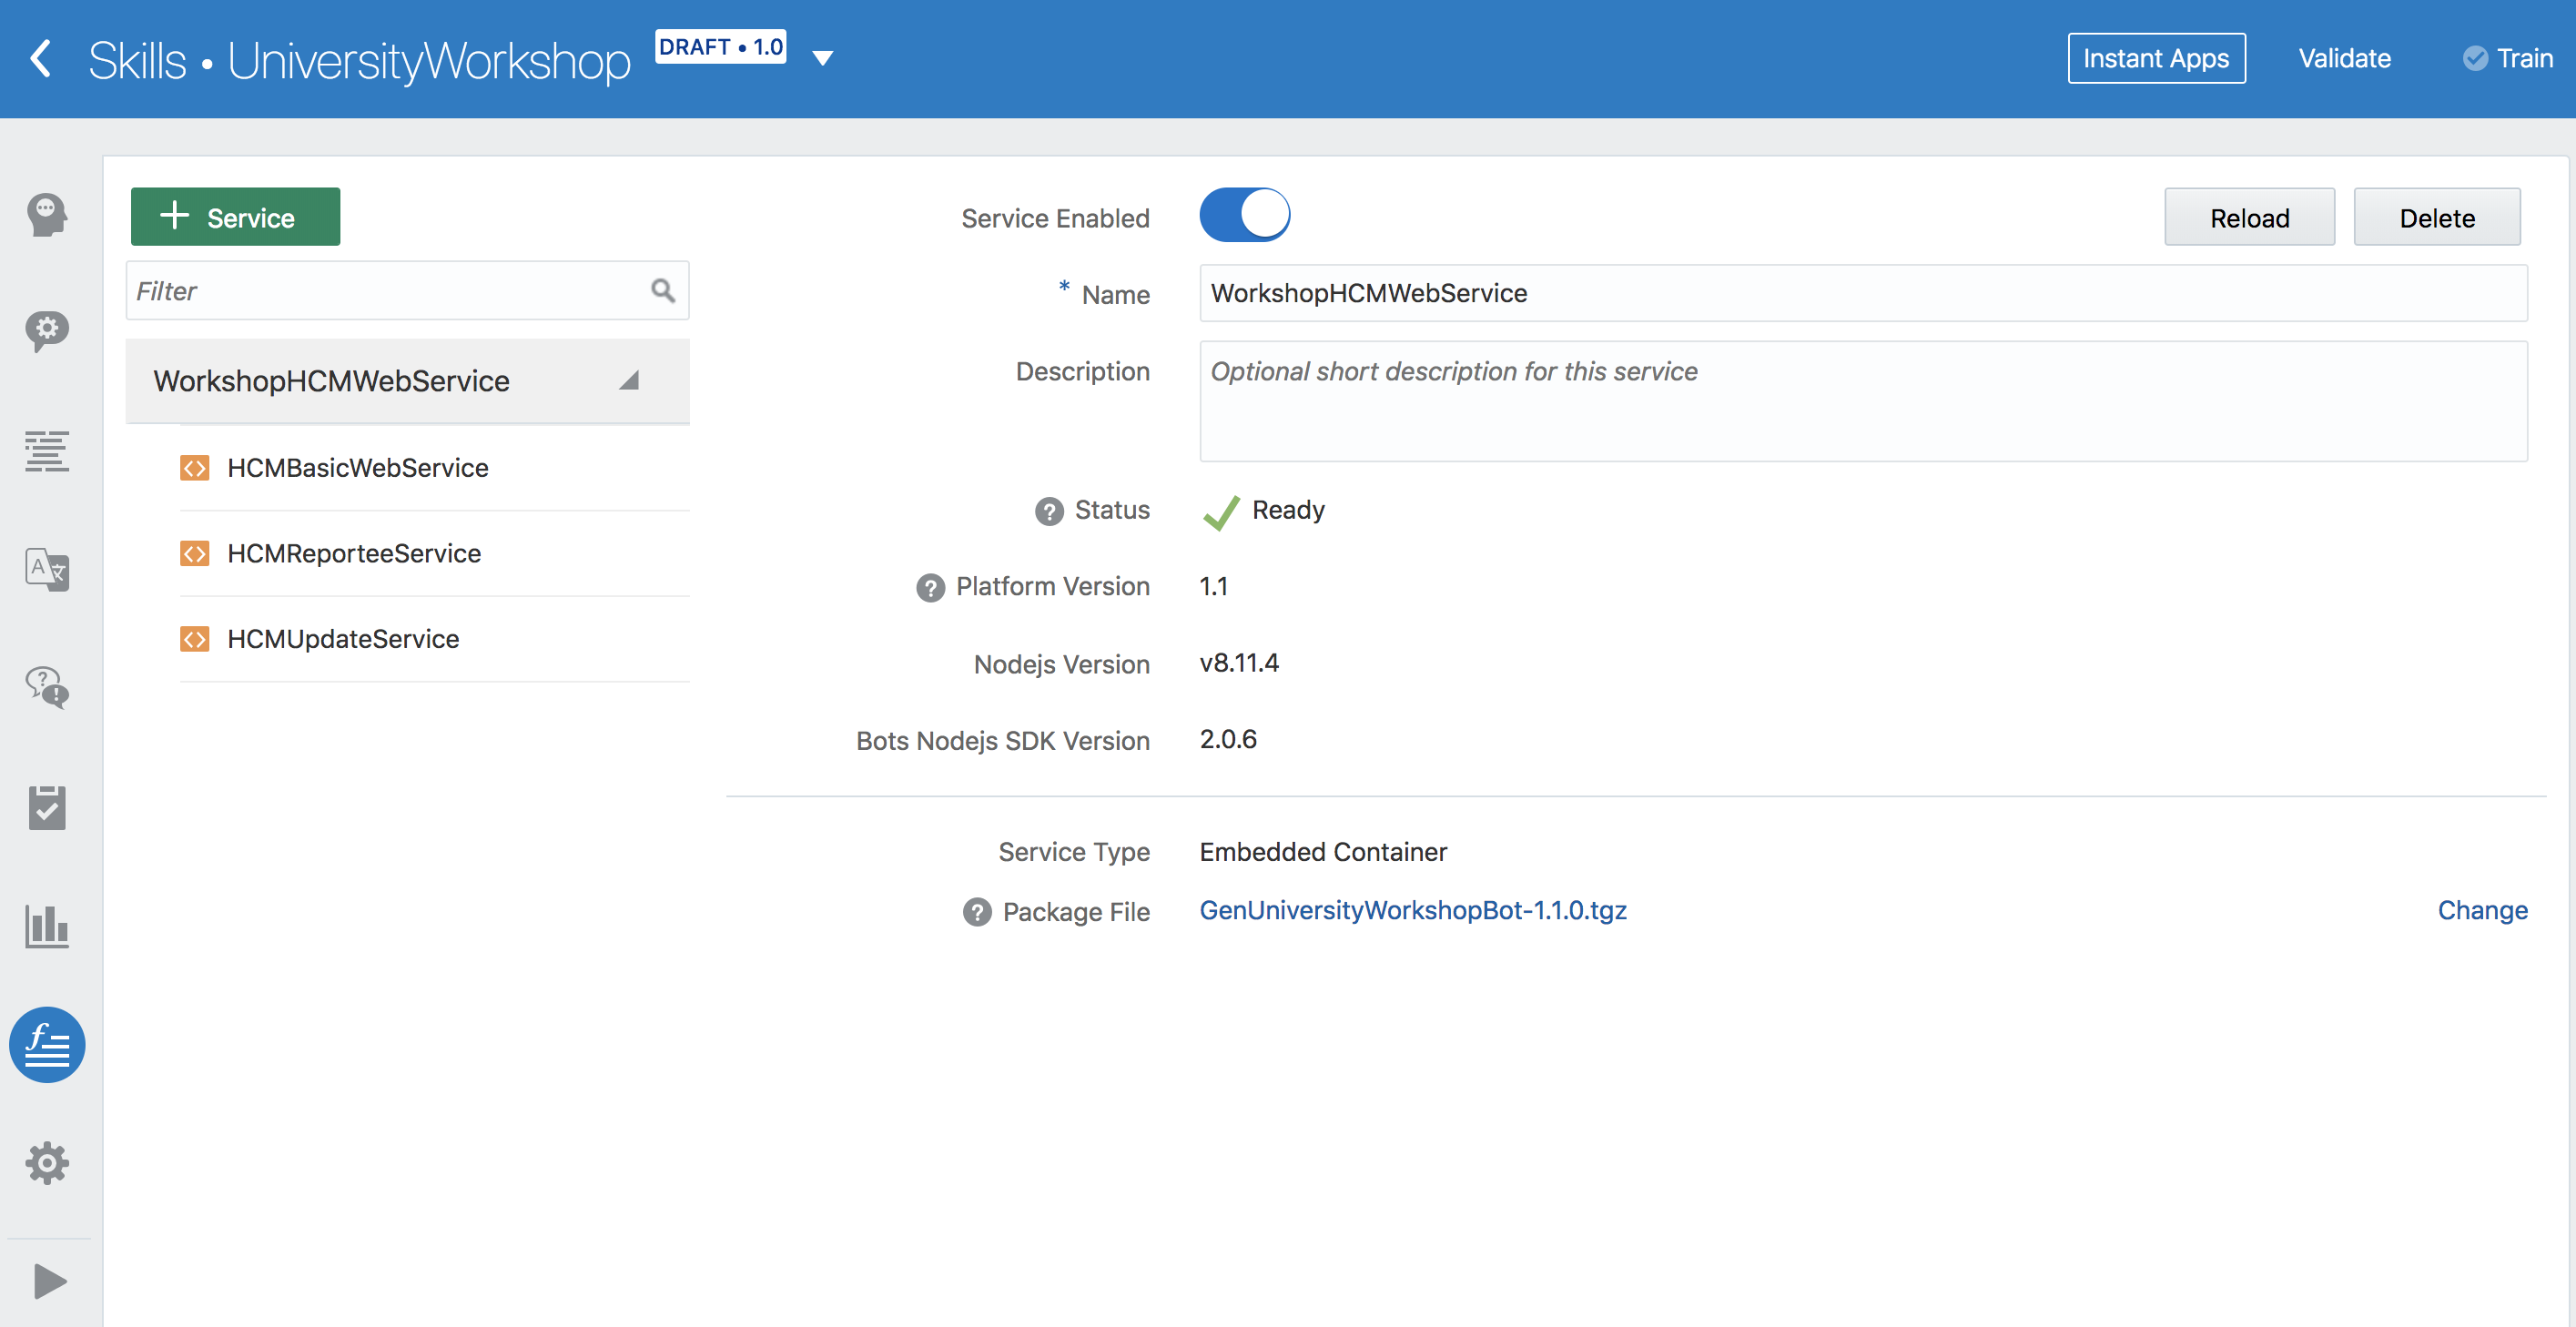 Skills • UniversityWorkshop DRAFT • 1.0
Instant Apps
Validate
Train
+ Service
Filter
WorkshopHCMWebService
HCMBasicWebService
HCMReporteeService
HCMUpdateService
Service Enabled
Reload
Delete
* Name WorkshopHCMWebService
Description Optional short description for this service
? Status Ready
? Platform Version 1.1
Nodejs Version v8.11.4
Bots Nodejs SDK Version 2.0.6
Service Type Embedded Container
? Package File GenUniversityWorkshopBot-1.1.0.tgz Change